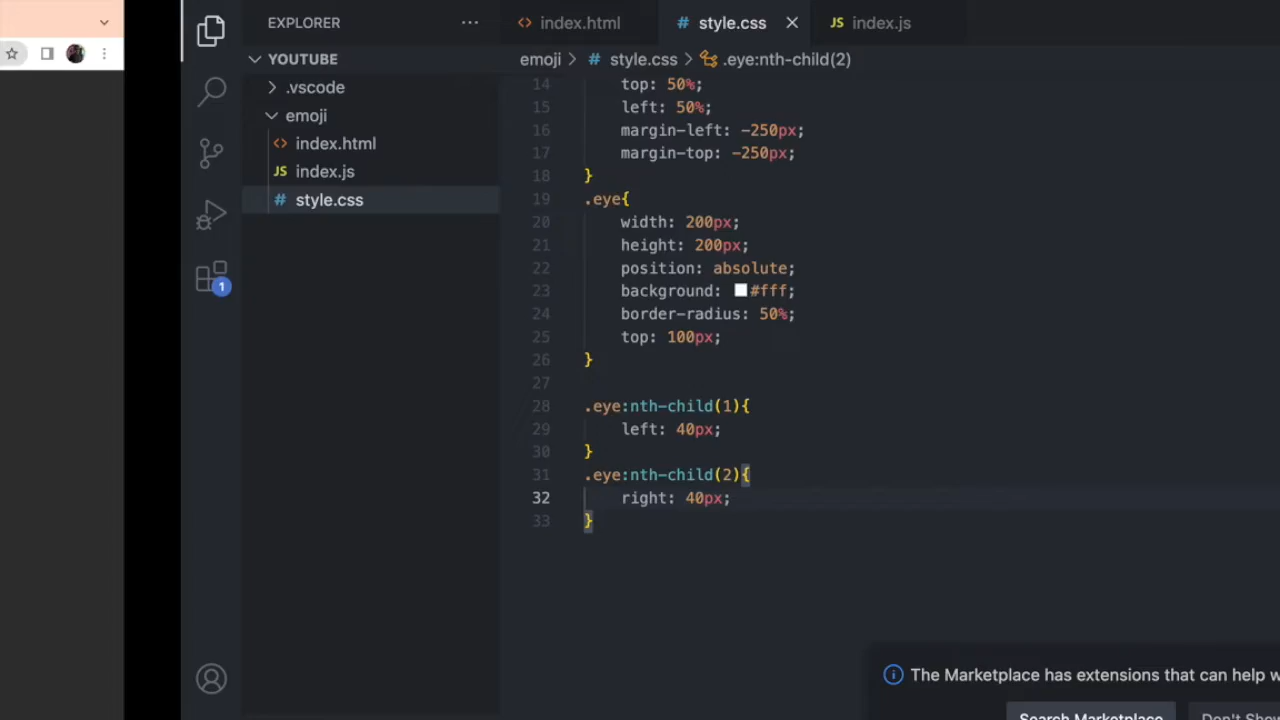 EXPLORER
YOUTUBE
.vscode
emoji
index.html
JS index.js
# style.css
1
index.html
# style.css
JS index.js
emoji > # style.css > .eye:nth-child(2)
14 top: 50%;
15 left: 50%;
16 margin-left: -250px;
17 margin-top: -250px;
18 }
19 .eye{
20 width: 200px;
21 height: 200px;
22 position: absolute;
23 background: #fff;
24 border-radius: 50%;
25 top: 100px;
26 }
27
28 .eye:nth-child(1){
29 left: 40px;
30 }
31 .eye:nth-child(2){
32 right: 40px;
33 }
The Marketplace has extensions that can help
Search Marketplace
Don't